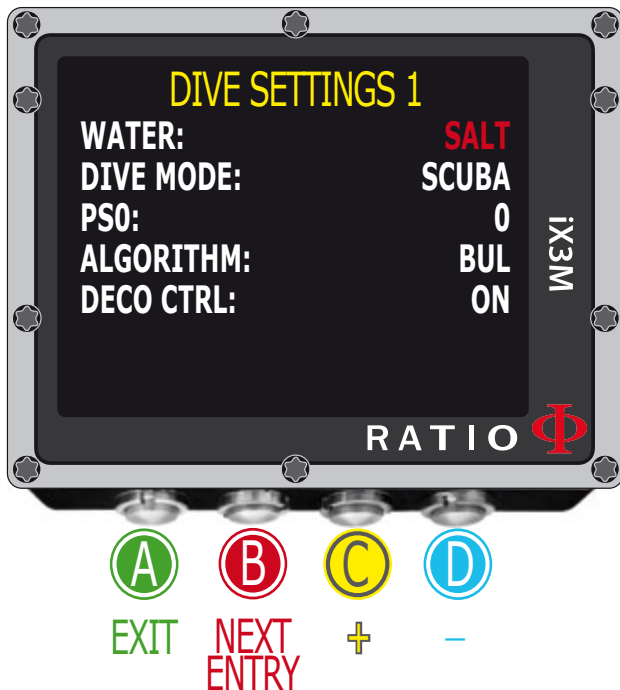 DIVE SETTINGS 1
WATER: SALT
DIVE MODE: SCUBA
PS0: 0
ALGORITHM: BUL
DECO CTRL: ON
iX3M
RATIO
A B C D
EXIT NEXT ENTRY + −